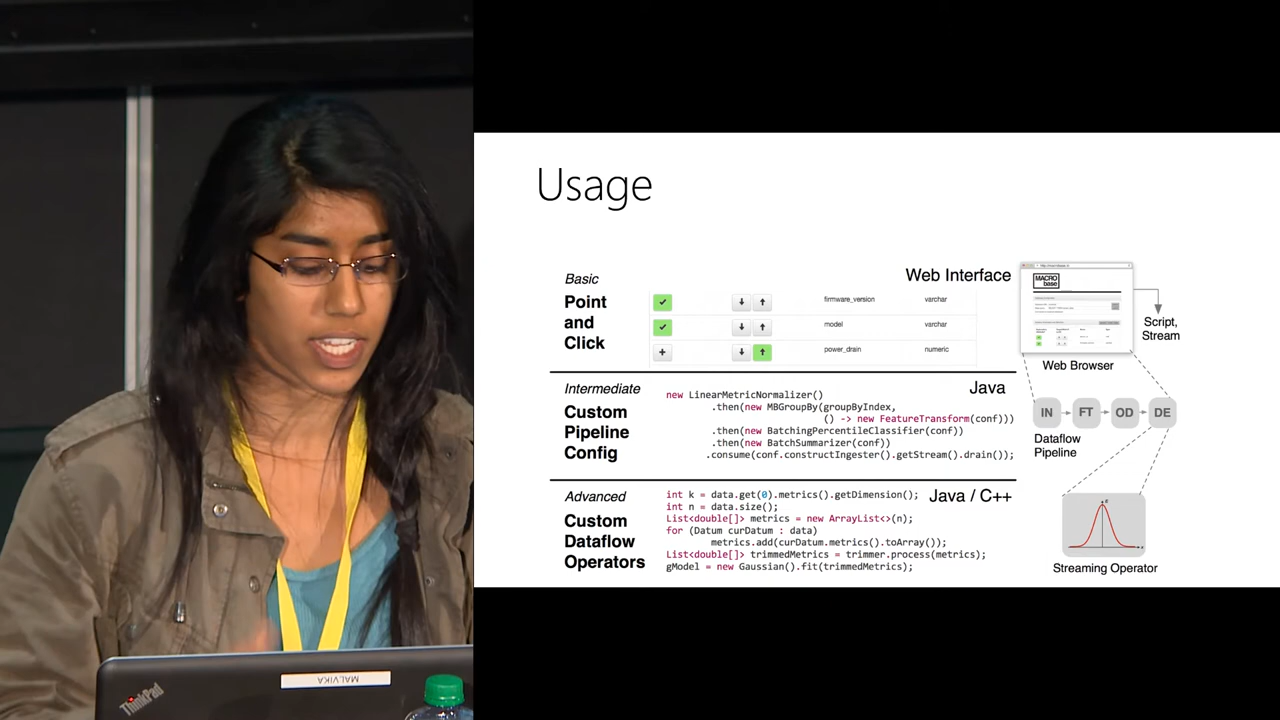 Usage
Basic
Point
and
Click
Web Interface
firmware_version varchar
model varchar
power_drain numeric
MACRO
base
Script,
Stream
Web Browser
Intermediate
Custom
Pipeline
Config
Java
new LinearMetricNormalizer()
.then(new MBGroupBy(groupByIndex,
() -> new FeatureTransform(conf)))
.then(new BatchingPercentileClassifier(conf))
.then(new BatchSummarizer(conf))
.consume(conf.constructIngester().getStream().drain());
IN FT OD DE
Dataflow
Pipeline
Advanced
Custom
Dataflow
Operators
Java / C++
int k = data.get(0).metrics().getDimension();
int n = data.size();
List<double[]> metrics = new ArrayList<>(n);
for (Datum curDatum : data)
metrics.add(curDatum.metrics().toArray());
List<double[]> trimmedMetrics = trimmer.process(metrics);
gModel = new Gaussian().fit(trimmedMetrics);
Streaming Operator
ThinkPad
MALVIKA